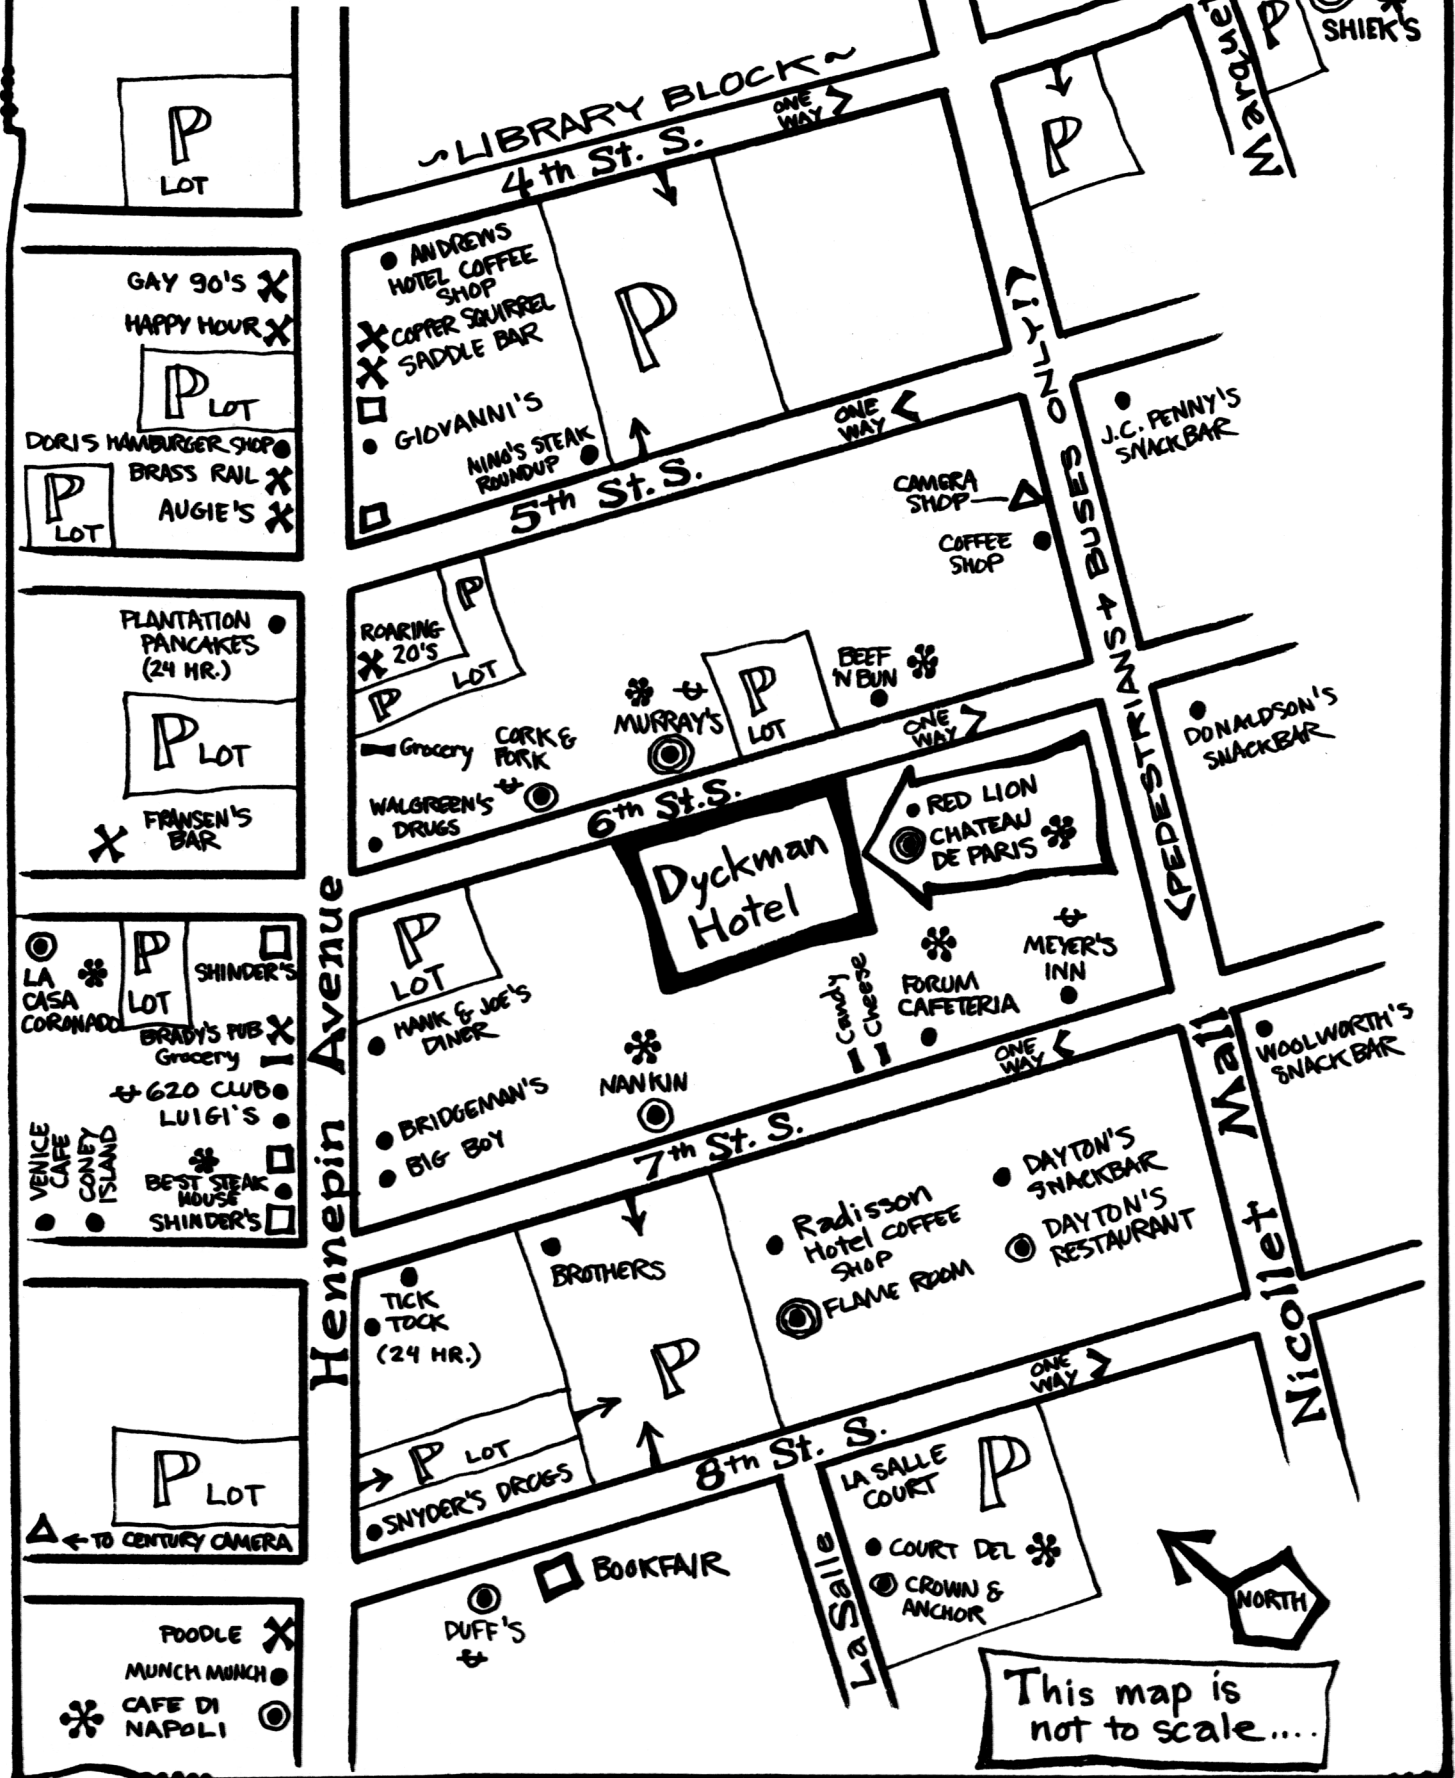 ~LIBRARY BLOCK~
4th St. S.
ONE
WAY
Marquet
P
SHIEK'S
P
P
LOT
GAY 90'S
HAPPY HOUR
P LOT
DORIS HAMBURGER SHOP
BRASS RAIL
P
LOT
AUGIE'S
ANDREWS
HOTEL COFFEE
SHOP
COPPER SQUIRREL
SADDLE BAR
GIOVANNI'S
NINO'S STEAK
ROUNDUP
P
5th St. S.
ONE
WAY
J.C. PENNY'S
SNACKBAR
CAMERA
SHOP
COFFEE
SHOP
<PEDESTRIANS + BUSES ONLY!>
PLANTATION
PANCAKES
(24 HR.)
P LOT
FRANSEN'S
BAR
ROARING
20'S
P
LOT
P
Grocery
CORK &
FORK
WALGREEN'S
DRUGS
MURRAY'S
P
LOT
BEEF
'N BUN
6th St. S.
ONE
WAY
DONALDSON'S
SNACKBAR
Dyckman
Hotel
RED LION
CHATEAU
DE PARIS
LA
CASA
CORONADO
P
LOT
SHINDER'S
BRADY'S PUB
Grocery
620 CLUB
LUIGI'S
VENICE
CAFE
CONEY
ISLAND
BEST STEAK
HOUSE
SHINDER'S
Hennepin Avenue
P
LOT
HANK & JOE'S
DINER
BRIDGEMAN'S
BIG BOY
NANKIN
Candy
Cheese
FORUM
CAFETERIA
MEYER'S
INN
7th St. S.
ONE
WAY
WOOLWORTH'S
SNACKBAR
Nicollet Mall
TICK
TOCK
(24 HR.)
BROTHERS
P
P LOT
SNYDER'S DRUGS
Radisson
Hotel COFFEE
SHOP
FLAME ROOM
DAYTON'S
SNACKBAR
DAYTON'S
RESTAURANT
P LOT
TO CENTURY CAMERA
8th St. S.
ONE
WAY
POODLE
MUNCH MUNCH
CAFE DI
NAPOLI
DUFF'S
BOOKFAIR
LaSalle
LA SALLE
COURT
P
COURT DEL
CROWN &
ANCHOR
NORTH
This map is
not to scale....